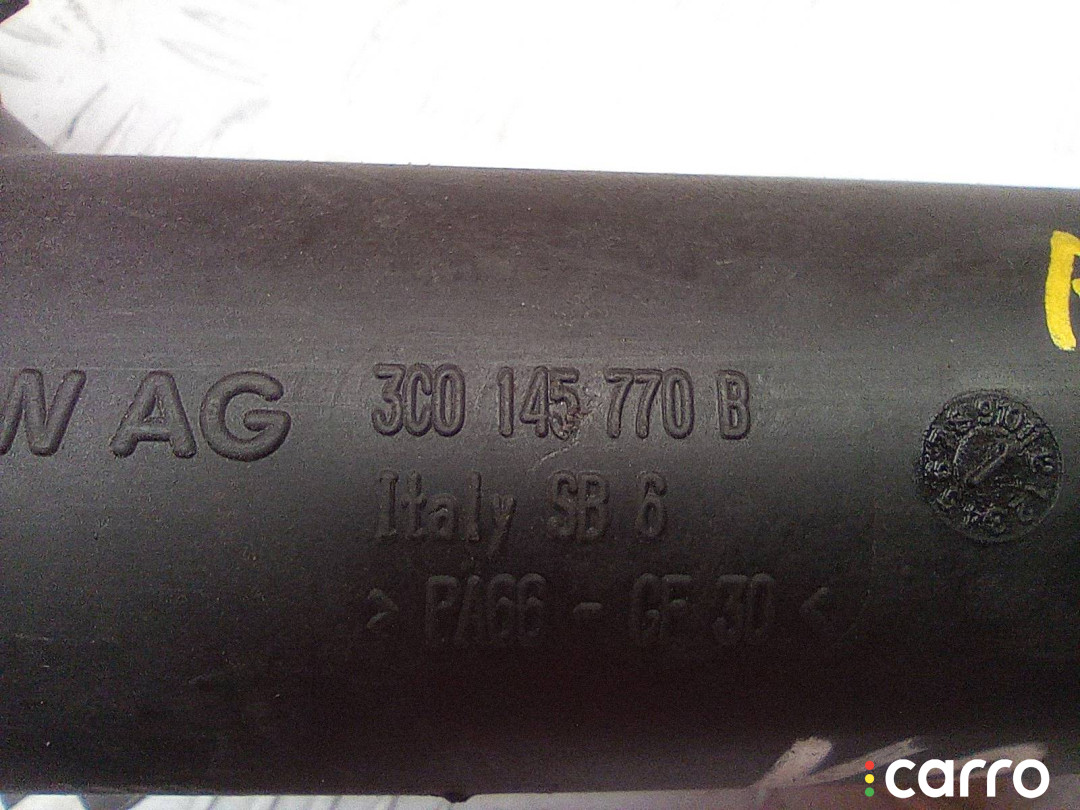 W AG 3C0 145 770 B
Italy SB 6
> PA66 - GF 30 <
carro